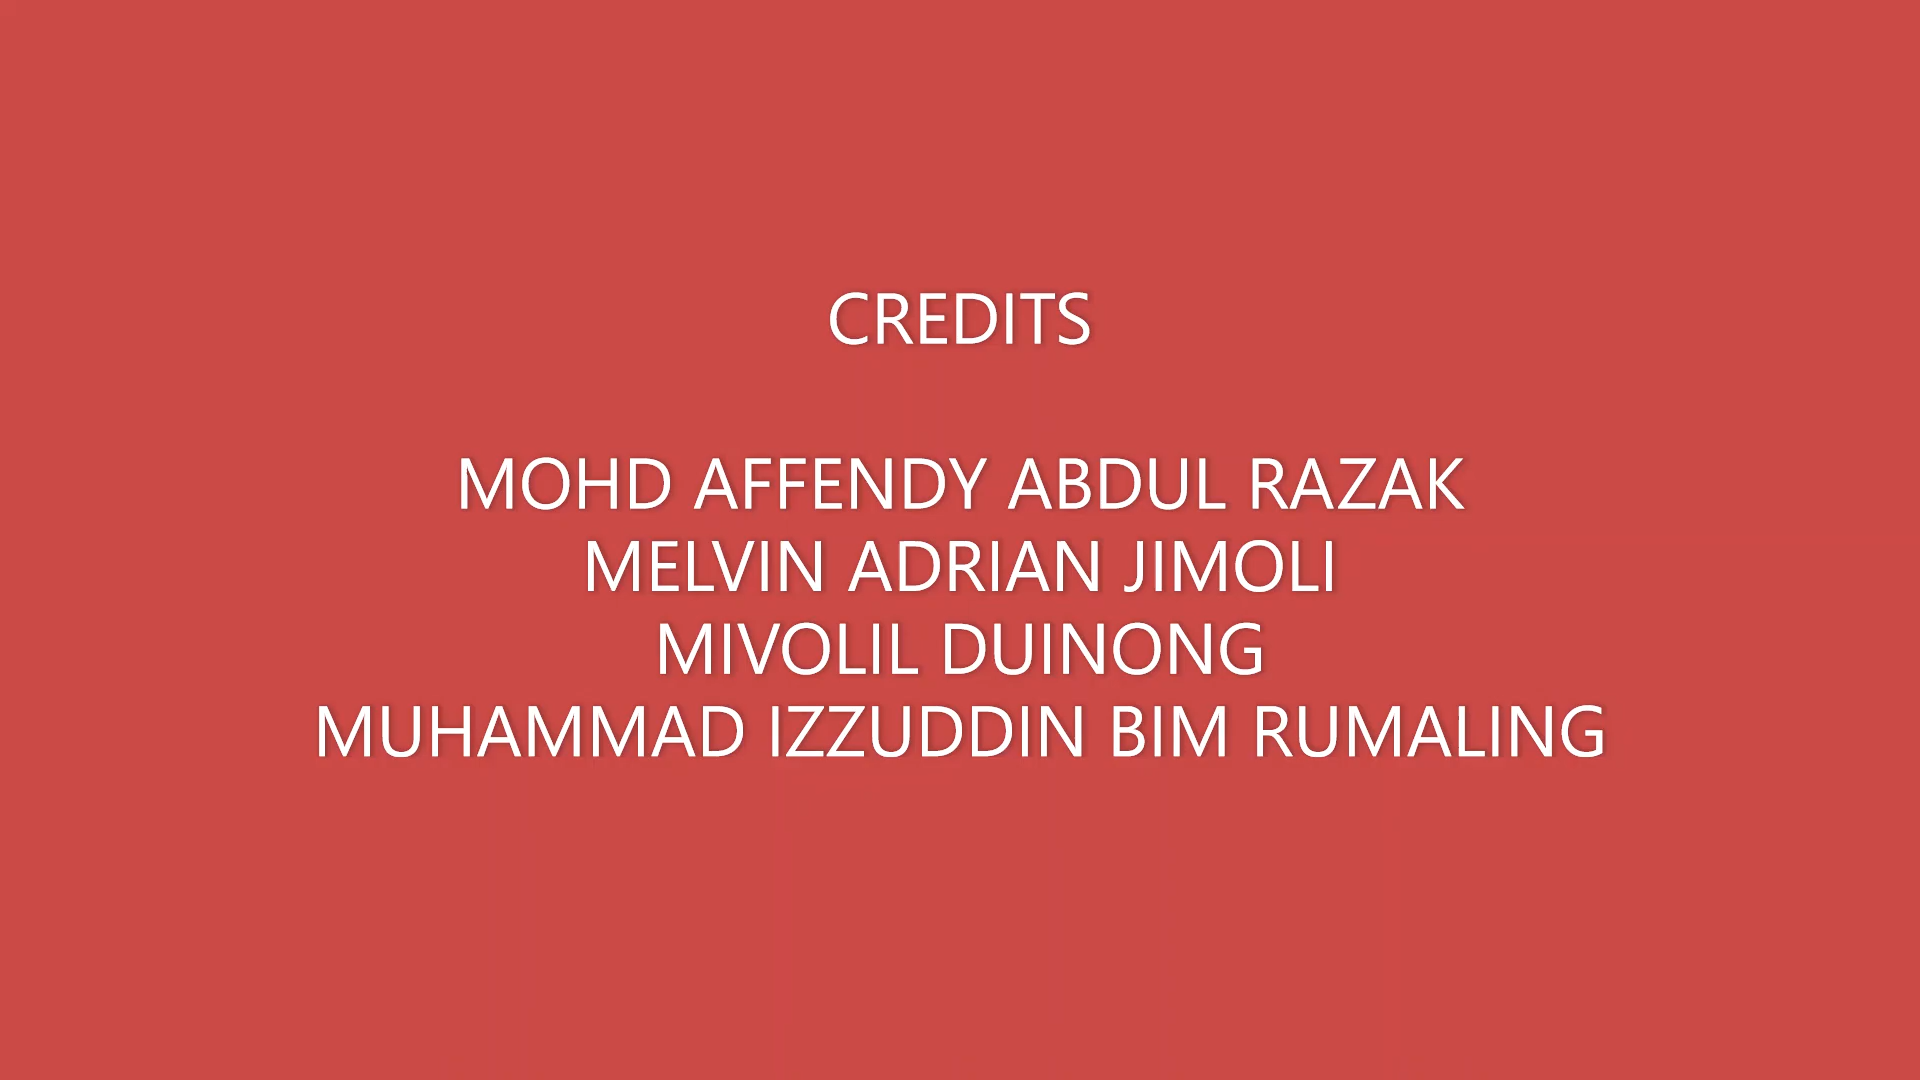 CREDITS
MOHD AFFENDY ABDUL RAZAK
MELVIN ADRIAN JIMOLI
MIVOLIL DUINONG
MUHAMMAD IZZUDDIN BIM RUMALING